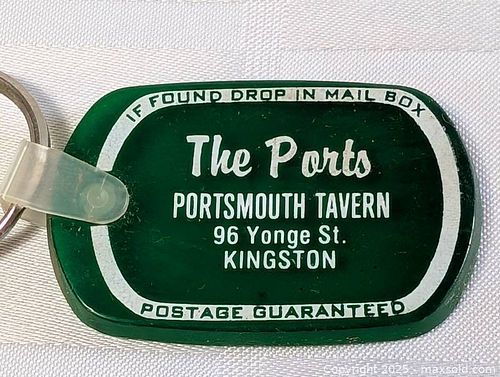 IF FOUND DROP IN MAIL BOX
The Ports
PORTSMOUTH TAVERN
96 Yonge St.
KINGSTON
POSTAGE GUARANTEED
Copyright 2025 - maxsold.com